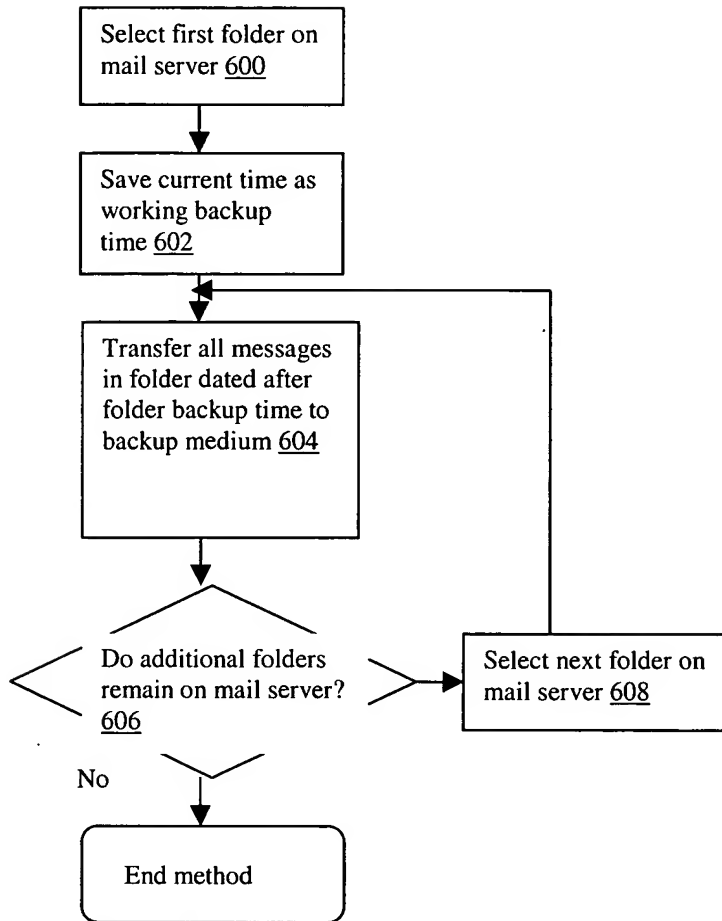 Select first folder on
mail server 600
Save current time as
working backup
time 602
Transfer all messages
in folder dated after
folder backup time to
backup medium 604
Do additional folders
remain on mail server?
606
Select next folder on
mail server 608
No
End method